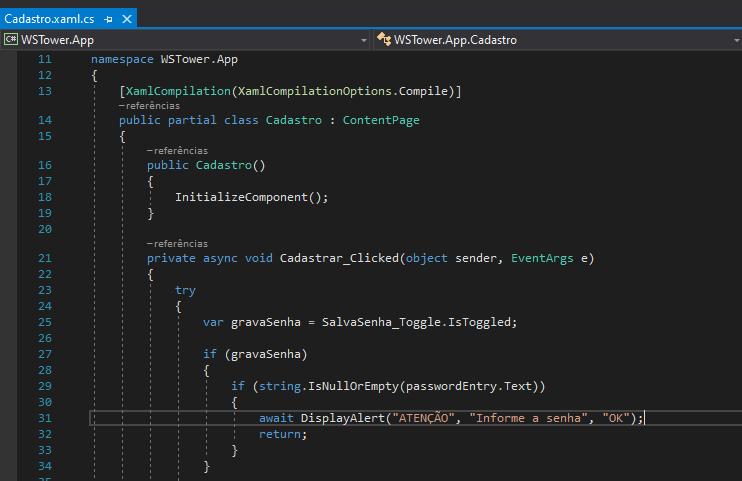 Cadastro.xaml.cs
C# WSTower.App WSTower.App.Cadastro
11 namespace WSTower.App
12 {
13 [XamlCompilation(XamlCompilationOptions.Compile)]
–referências
14 public partial class Cadastro : ContentPage
15 {
–referências
16 public Cadastro()
17 {
18 InitializeComponent();
19 }
20
–referências
21 private async void Cadastrar_Clicked(object sender, EventArgs e)
22 {
23 try
24 {
25 var gravaSenha = SalvaSenha_Toggle.IsToggled;
26
27 if (gravaSenha)
28 {
29 if (string.IsNullOrEmpty(passwordEntry.Text))
30 {
31 await DisplayAlert("ATENÇÃO", "Informe a senha", "OK");
32 return;
33 }
34 }